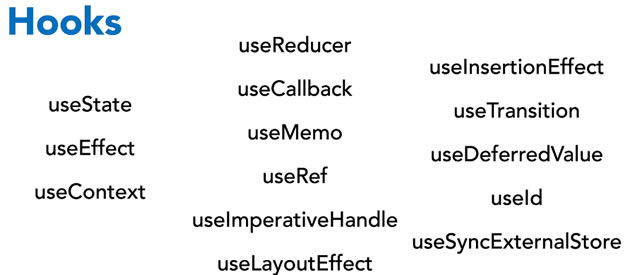 Hooks
useState
useEffect
useContext
useReducer
useCallback
useMemo
useRef
useImperativeHandle
useLayoutEffect
useInsertionEffect
useTransition
useDeferredValue
useId
useSyncExternalStore